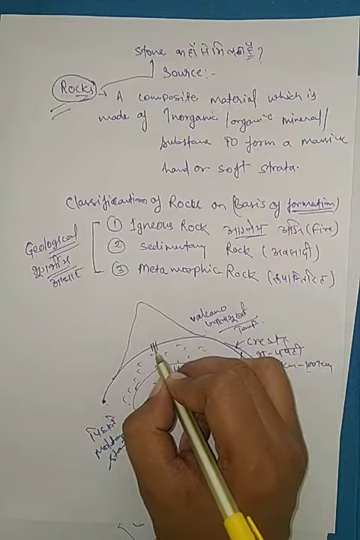 Stone कहाँ से मिलता है?
Source:-
Rocks → A composite material which is
made of Inorganic/organic mineral/
substance to form a massive
hard or soft strata.
Classification of Rocks on Basis of formation)
Geological
भूगर्भीय
आधार
① Igneous Rock आग्नेय अग्नि (Fire)
② Sedimentary Rock (अवसादी)
③ Metamorphic Rock
Volcano
Crest